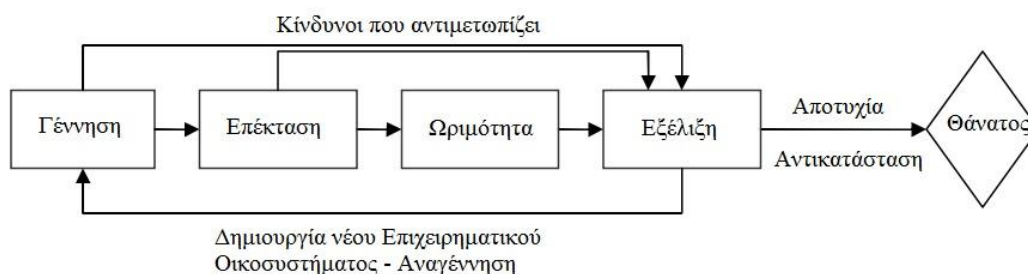 Κίνδυνοι που αντιμετωπίζει
Γέννηση
Επέκταση
Ωριμότητα
Εξέλιξη
Αποτυχία
Αντικατάσταση
Θάνατος
Δημιουργία νέου Επιχειρηματικού
Οικοσυστήματος - Αναγέννηση